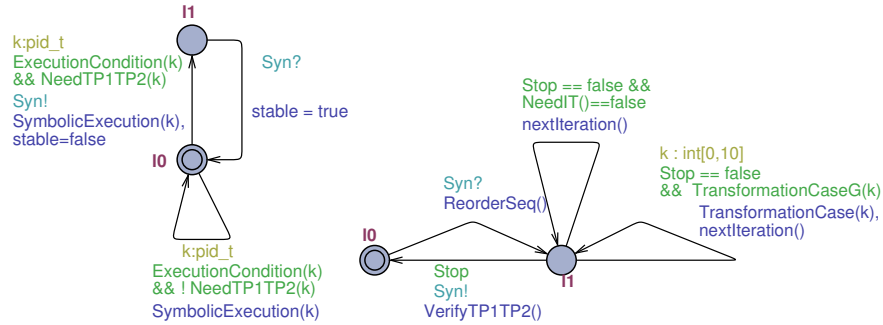 l1
k:pid_t
ExecutionCondition(k)
&& NeedTP1TP2(k)
Syn!
SymbolicExecution(k),
stable=false
Syn?
stable = true
l0
k:pid_t
ExecutionCondition(k)
&& ! NeedTP1TP2(k)
SymbolicExecution(k)
Stop == false &&
NeedIT()==false
nextIteration()
k : int[0,10]
Stop == false
&& TransformationCaseG(k)
TransformationCase(k),
nextIteration()
Syn?
ReorderSeq()
l0
l1
Stop
Syn!
VerifyTP1TP2()